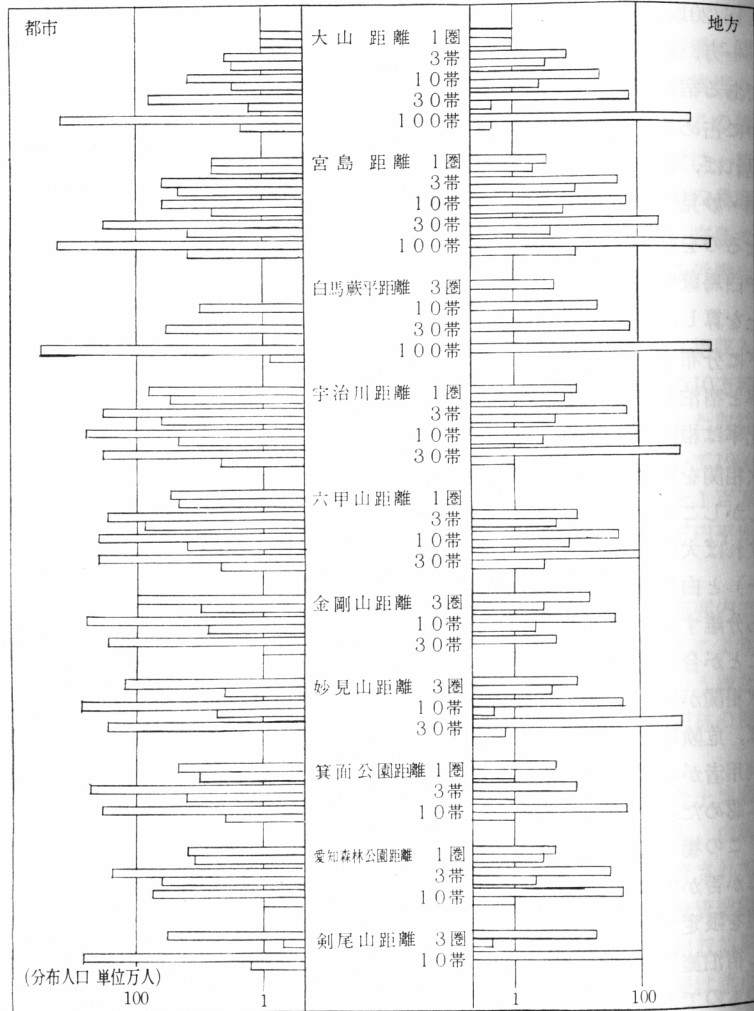 都市
地方
大山 距離 1圏
3帯
10帯
30帯
100帯
宮島 距離 1圏
3帯
10帯
30帯
100帯
白馬蕨平距離 3圏
10帯
30帯
100帯
宇治川距離 1圏
3帯
10帯
30帯
六甲山距離 1圏
3帯
10帯
30帯
金剛山距離 3圏
10帯
30帯
妙見山距離 3圏
10帯
30帯
箕面公園距離 1圏
3帯
10帯
愛知森林公園距離 1圏
3帯
10帯
剣尾山距離 3圏
10帯
(分布人口 単位万人)
100 1 1 100